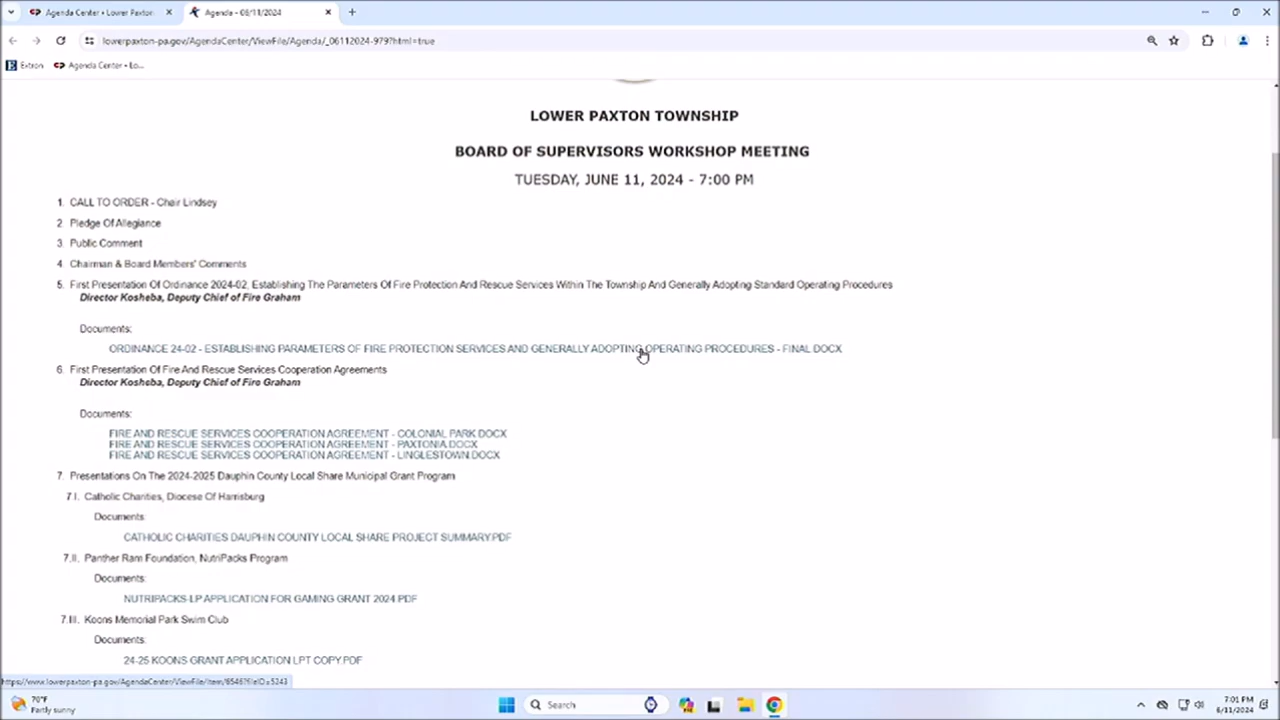 Agenda Center • Lower Paxton
Agenda - 06/11/2024
lowerpaxton-pa.gov/AgendaCenter/ViewFile/Agenda/_06112024-979?html=true
Extron
Agenda Center • Lo...
LOWER PAXTON TOWNSHIP
BOARD OF SUPERVISORS WORKSHOP MEETING
TUESDAY, JUNE 11, 2024 - 7:00 PM
1. CALL TO ORDER - Chair Lindsey
2. Pledge Of Allegiance
3. Public Comment
4. Chairman & Board Members' Comments
5. First Presentation Of Ordinance 2024-02, Establishing The Parameters Of Fire Protection And Rescue Services Within The Township And Generally Adopting Standard Operating Procedures
Director Kosheba, Deputy Chief of Fire Graham
Documents:
ORDINANCE 24-02 - ESTABLISHING PARAMETERS OF FIRE PROTECTION SERVICES AND GENERALLY ADOPTING OPERATING PROCEDURES - FINAL.DOCX
6. First Presentation Of Fire And Rescue Services Cooperation Agreements
Director Kosheba, Deputy Chief of Fire Graham
Documents:
FIRE AND RESCUE SERVICES COOPERATION AGREEMENT - COLONIAL PARK.DOCX
FIRE AND RESCUE SERVICES COOPERATION AGREEMENT - PAXTONIA.DOCX
FIRE AND RESCUE SERVICES COOPERATION AGREEMENT - LINGLESTOWN.DOCX
7. Presentations On The 2024-2025 Dauphin County Local Share Municipal Grant Program
7.I. Catholic Charities, Diocese Of Harrisburg
Documents:
CATHOLIC CHARITIES DAUPHIN COUNTY LOCAL SHARE PROJECT SUMMARY.PDF
7.II. Panther Ram Foundation, NutriPacks Program
Documents:
NUTRIPACKS-LP APPLICATION FOR GAMING GRANT 2024.PDF
7.III. Koons Memorial Park Swim Club
Documents:
24-25 KOONS GRANT APPLICATION LPT COPY.PDF
https://www.lowerpaxton-pa.gov/AgendaCenter/ViewFile/Item/6546?fileID=5243
70°F
Partly sunny
Search
7:01 PM
6/11/2024